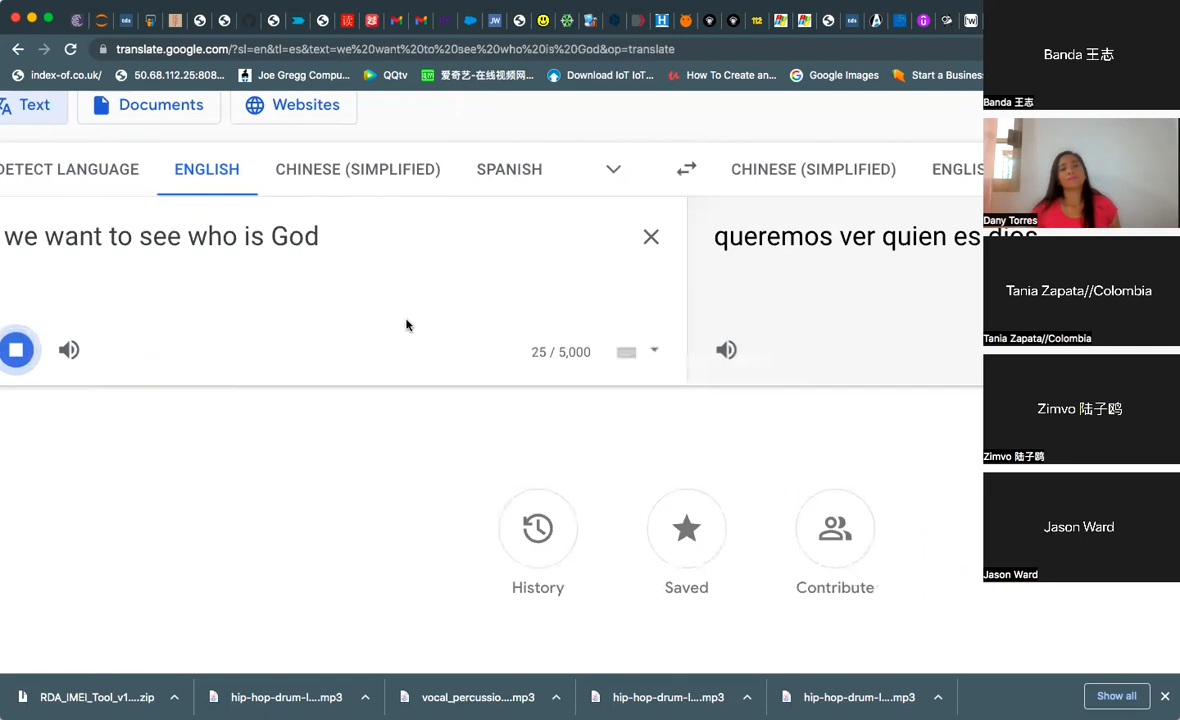 translate.google.com/?sl=en&tl=es&text=we%20want%20to%20see%20who%20is%20God&op=translate
index-of.co.uk/
50.68.112.25:808...
Joe Gregg Compu...
QQtv
爱奇艺-在线视频网...
Download IoT IoT...
How To Create an...
Google Images
Start a Business
Text
Documents
Websites
DETECT LANGUAGE
ENGLISH
CHINESE (SIMPLIFIED)
SPANISH
CHINESE (SIMPLIFIED)
ENGLIS
we want to see who is God
queremos ver quien es dios
25 / 5,000
History
Saved
Contribute
Banda 王志
Banda 王志
Dany Torres
Tania Zapata//Colombia
Tania Zapata//Colombia
Zimvo 陆子鸥
Zimvo 陆子鸥
Jason Ward
Jason Ward
RDA_IMEI_Tool_v1....zip
hip-hop-drum-l....mp3
vocal_percussio....mp3
hip-hop-drum-l....mp3
hip-hop-drum-l....mp3
Show all